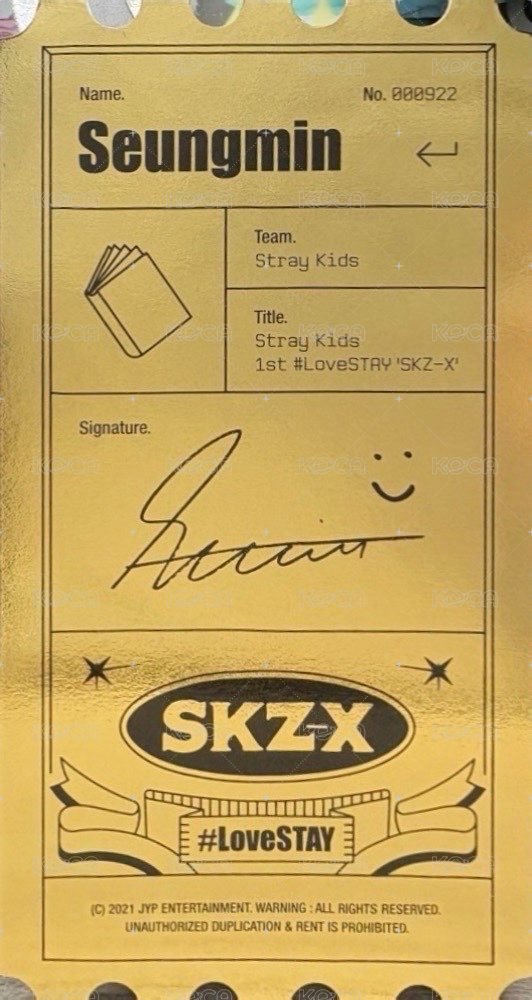 Name.
No. 000922
Seungmin
Team.
Stray Kids
Title.
Stray Kids
1st #LoveSTAY 'SKZ-X'
Signature.
SKZ-X
#LoveSTAY
(C) 2021 JYP ENTERTAINMENT. WARNING : ALL RIGHTS RESERVED.
UNAUTHORIZED DUPLICATION & RENT IS PROHIBITED.
KOCA